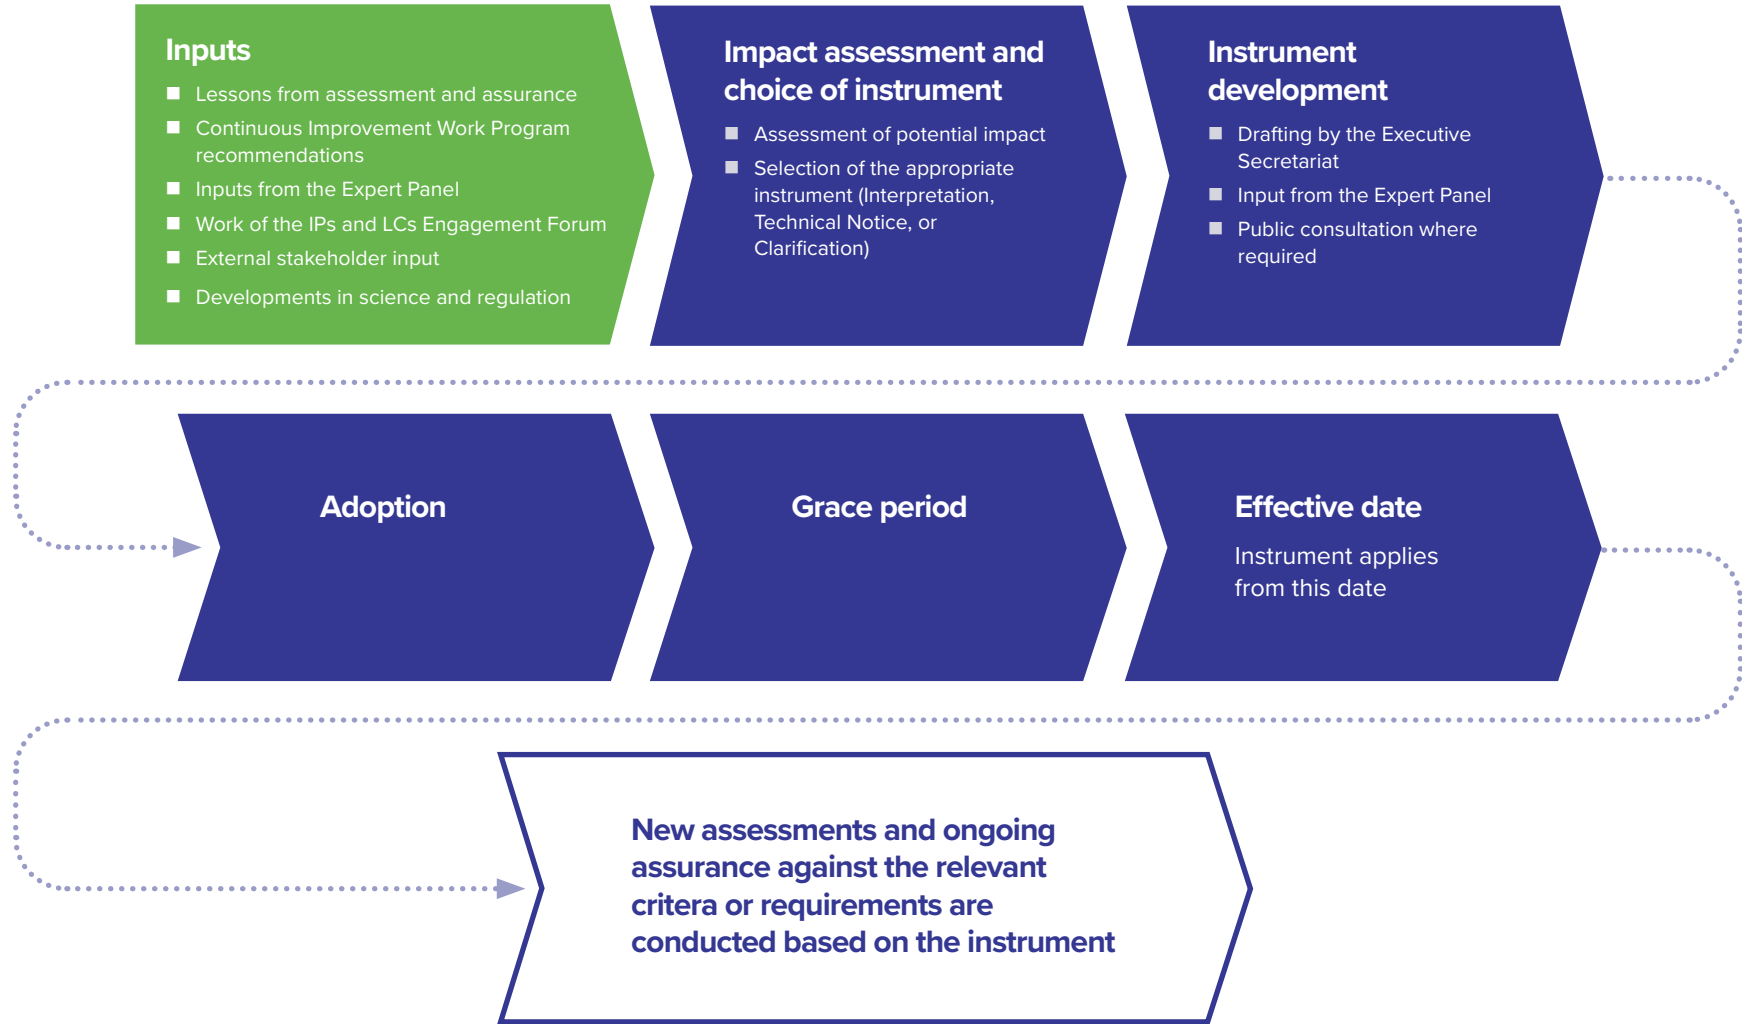 Inputs
Lessons from assessment and assurance
Continuous Improvement Work Program
recommendations
Inputs from the Expert Panel
Work of the IPs and LCs Engagement Forum
External stakeholder input
Developments in science and regulation
Impact assessment and
choice of instrument
Assessment of potential impact
Selection of the appropriate
instrument (Interpretation,
Technical Notice, or
Clarification)
Instrument
development
Drafting by the Executive
Secretariat
Input from the Expert Panel
Public consultation where
required
Adoption
Grace period
Effective date
Instrument applies
from this date
New assessments and ongoing
assurance against the relevant
critera or requirements are
conducted based on the instrument